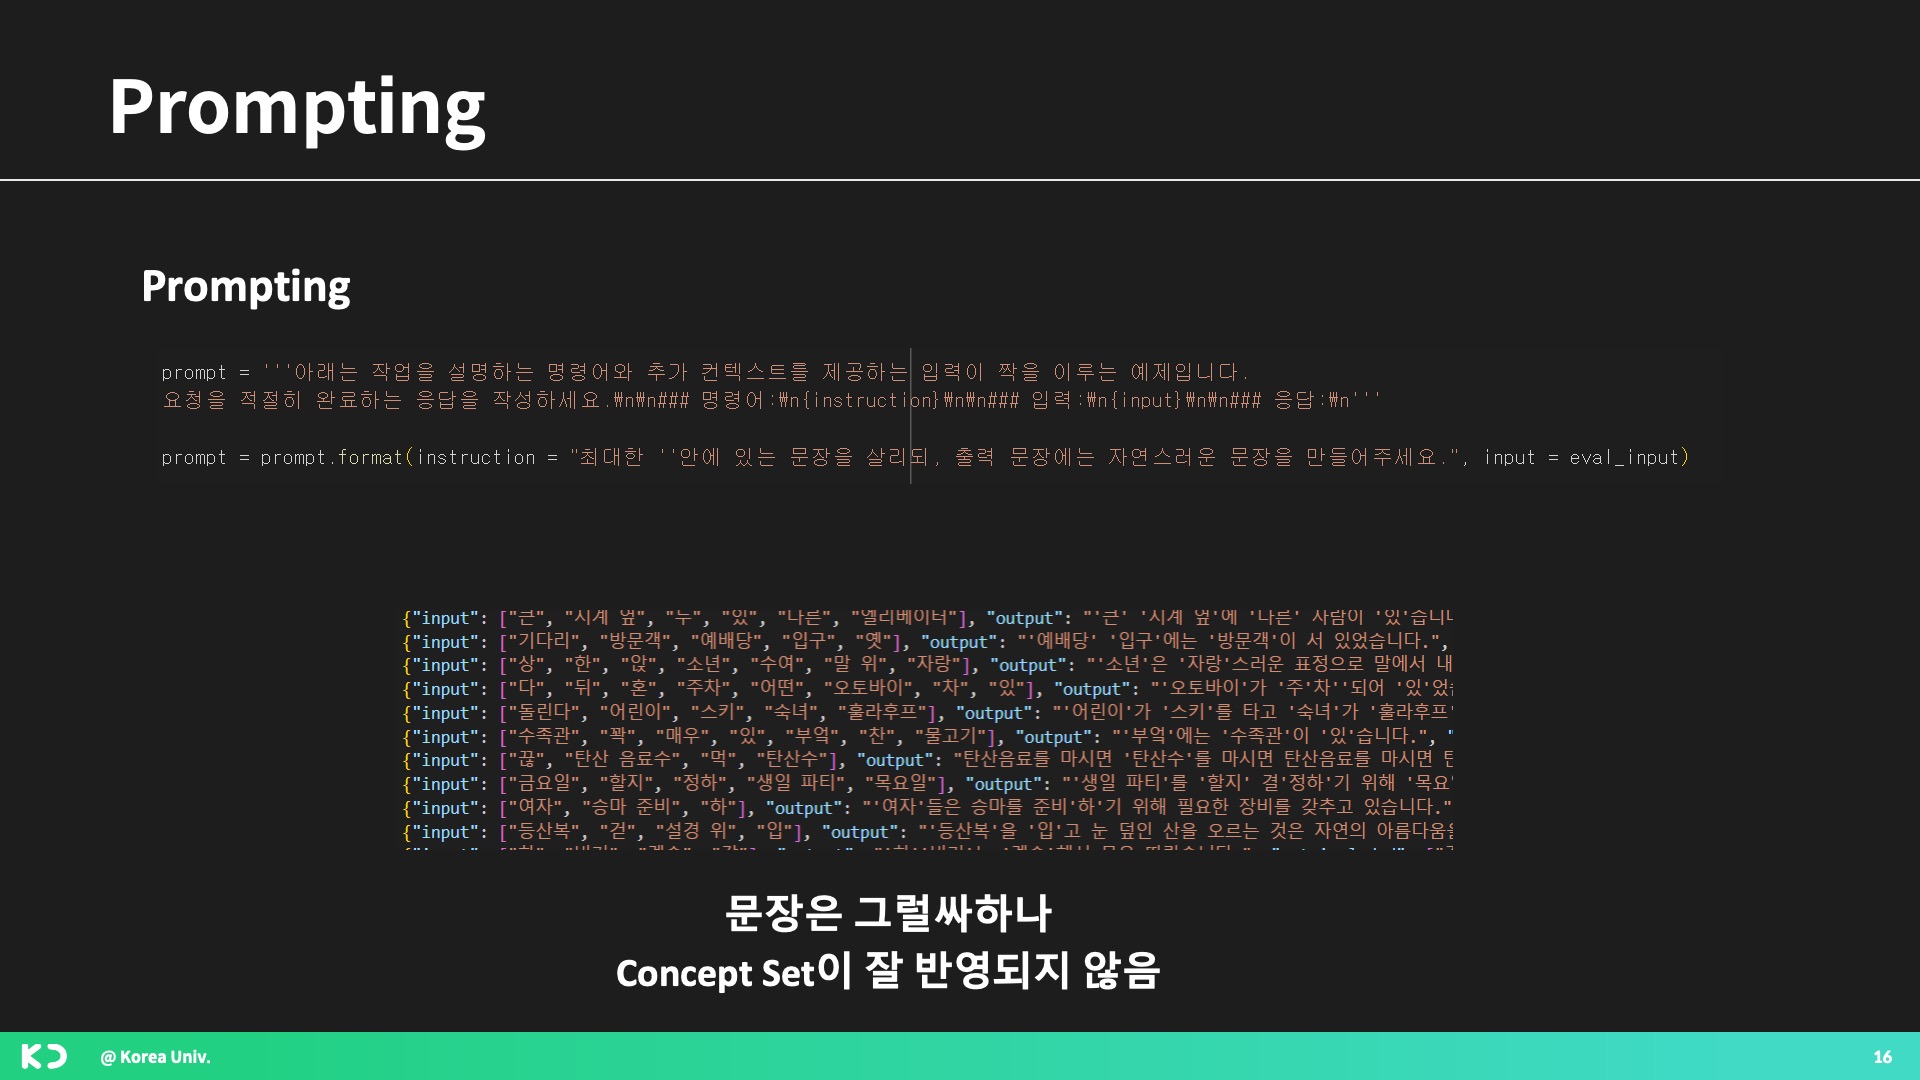 Prompting
Prompting
prompt = '''아래는 작업을 설명하는 명령어와 추가 컨텍스트를 제공하는 입력이 짝을 이루는 예제입니다.
요청을 적절히 완료하는 응답을 작성하세요.₩n₩n### 명령어:₩n{instruction}₩n₩n### 입력:₩n{input}₩n₩n### 응답:₩n'''
prompt = prompt.format(instruction = "최대한 ''안에 있는 문장을 살리되, 출력 문장에는 자연스러운 문장을 만들어주세요.", input = eval_input)
{"input": ["큰", "시계 옆", "두", "있", "다른", "엘리베이터"], "output": "'큰' '시계 옆'에 '다른' 사람이 '있'습니
{"input": ["기다리", "방문객", "예배당", "입구", "옛"], "output": "'예배당' '입구'에는 '방문객'이 서 있었습니다.",
{"input": ["상", "한", "앉", "소년", "수여", "말 위", "자랑"], "output": "'소년'은 '자랑'스러운 표정으로 말에서 내
{"input": ["다", "뒤", "혼", "주차", "어떤", "오토바이", "차", "있"], "output": "'오토바이'가 '주'차''되어 '있'었
{"input": ["돌린다", "어린이", "스키", "숙녀", "훌라후프"], "output": "'어린이'가 '스키'를 타고 '숙녀'가 '훌라후프'
{"input": ["수족관", "꽉", "매우", "있", "부엌", "찬", "물고기"], "output": "'부엌'에는 '수족관'이 '있'습니다.", "
{"input": ["끊", "탄산 음료수", "먹", "탄산수"], "output": "탄산음료를 마시면 '탄산수'를 마시면 탄산음료를 마시면
{"input": ["금요일", "할지", "정하", "생일 파티", "목요일"], "output": "'생일 파티'를 '할지' 결'정하'기 위해 '목요
{"input": ["여자", "승마 준비", "하"], "output": "'여자'들은 승마를 준비'하'기 위해 필요한 장비를 갖추고 있습니다."
{"input": ["등산복", "걷", "설경 위", "입"], "output": "'등산복'을 '입'고 눈 덮인 산을 오르는 것은 자연의 아름다움을
문장은 그럴싸하나
Concept Set이 잘 반영되지 않음
KD
@ Korea Univ.
16